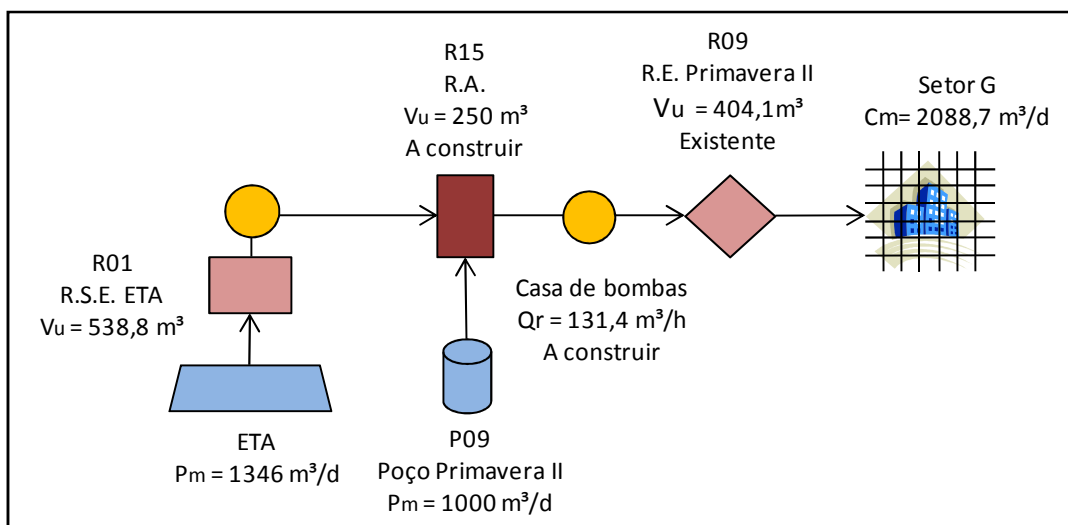 R15
R.A.
Vu = 250 m³
A construir
R09
R.E. Primavera II
Vu = 404,1m³
Existente
Setor G
Cm= 2088,7 m³/d
R01
R.S.E. ETA
Vu = 538,8 m³
Casa de bombas
Qr = 131,4 m³/h
A construir
ETA
Pm = 1346 m³/d
P09
Poço Primavera II
Pm = 1000 m³/d